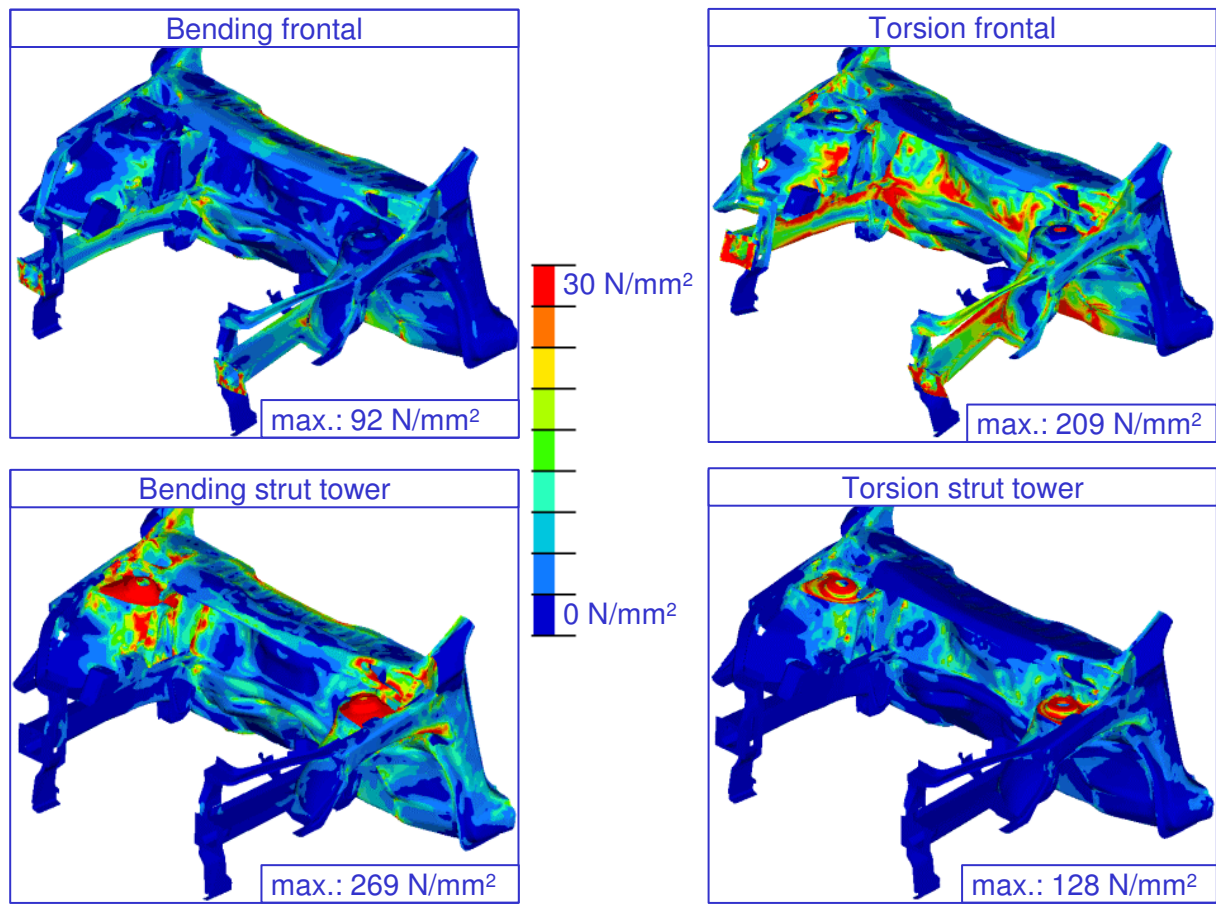 Bending frontal
Torsion frontal
max.: 92 N/mm²
max.: 209 N/mm²
30 N/mm²
0 N/mm²
Bending strut tower
Torsion strut tower
max.: 269 N/mm²
max.: 128 N/mm²